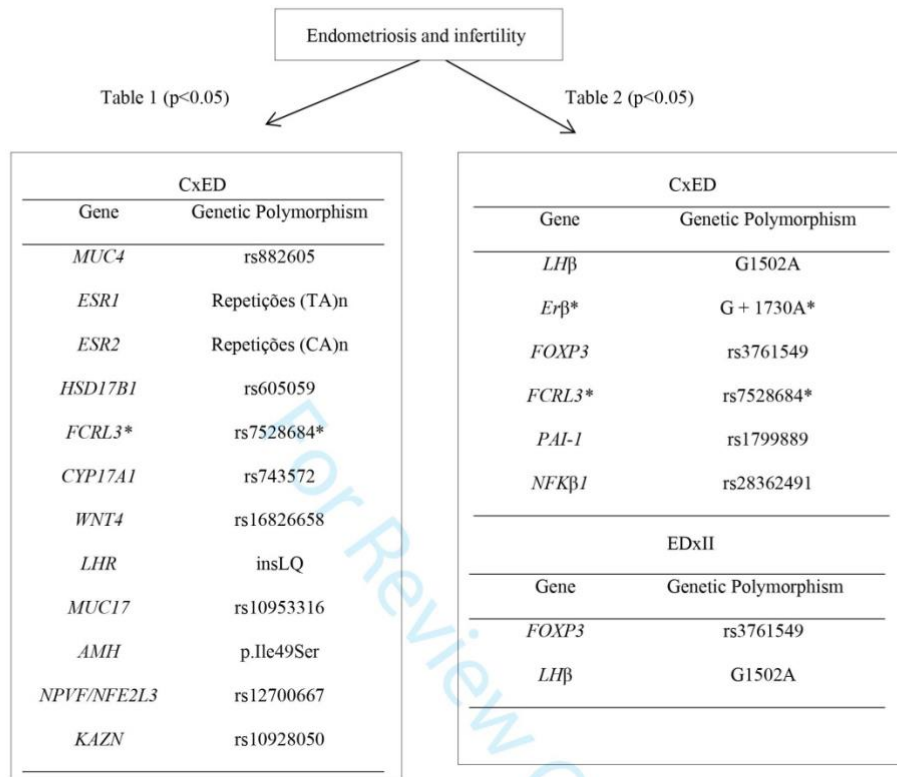 Endometriosis and infertility
Table 1 (p<0.05)
Table 2 (p<0.05)
CxED
Gene Genetic Polymorphism
MUC4 rs882605
ESR1 Repetições (TA)n
ESR2 Repetições (CA)n
HSD17B1 rs605059
FCRL3* rs7528684*
CYP17A1 rs743572
WNT4 rs16826658
LHR insLQ
MUC17 rs10953316
AMH p.Ile49Ser
NPVF/NFE2L3 rs12700667
KAZN rs10928050
CxED
Gene Genetic Polymorphism
LHβ G1502A
Erβ* G + 1730A*
FOXP3 rs3761549
FCRL3* rs7528684*
PAI-1 rs1799889
NFKβ1 rs28362491
EDxII
Gene Genetic Polymorphism
FOXP3 rs3761549
LHβ G1502A
For Review